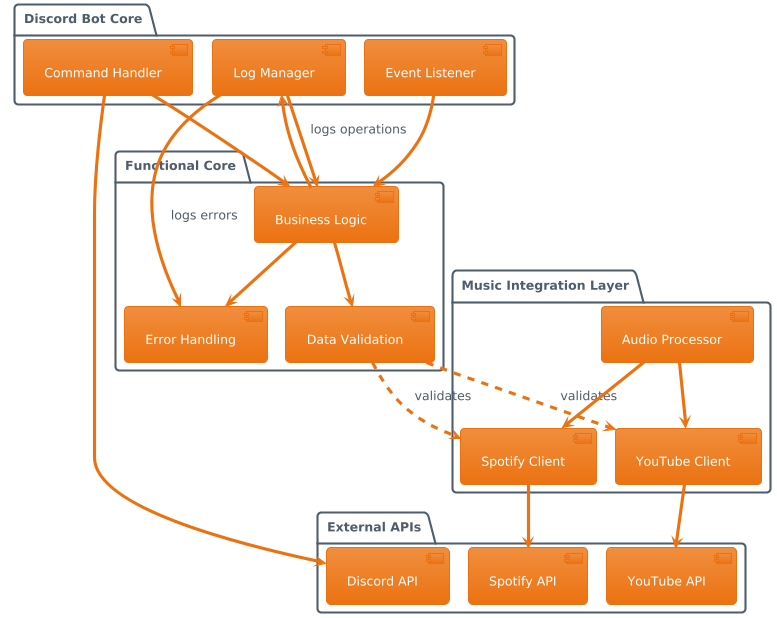 Discord Bot Core
Command Handler
Log Manager
Event Listener
logs operations
Functional Core
Business Logic
logs errors
Music Integration Layer
Error Handling
Data Validation
Audio Processor
validates
validates
Spotify Client
YouTube Client
External APIs
Discord API
Spotify API
YouTube API